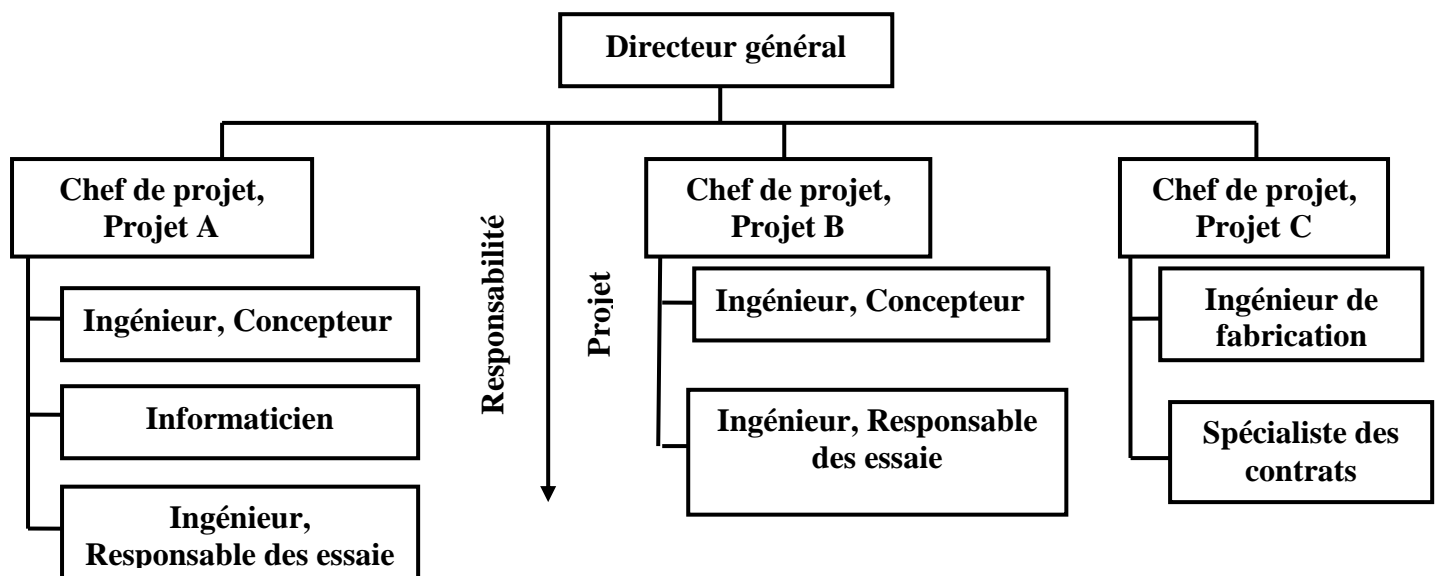 Directeur général
Chef de projet,
Projet A
Ingénieur, Concepteur
Informaticien
Ingénieur,
Responsable des essaie
Responsabilité
Projet
Chef de projet,
Projet B
Ingénieur, Concepteur
Ingénieur, Responsable
des essaie
Chef de projet,
Projet C
Ingénieur de
fabrication
Spécialiste des
contrats